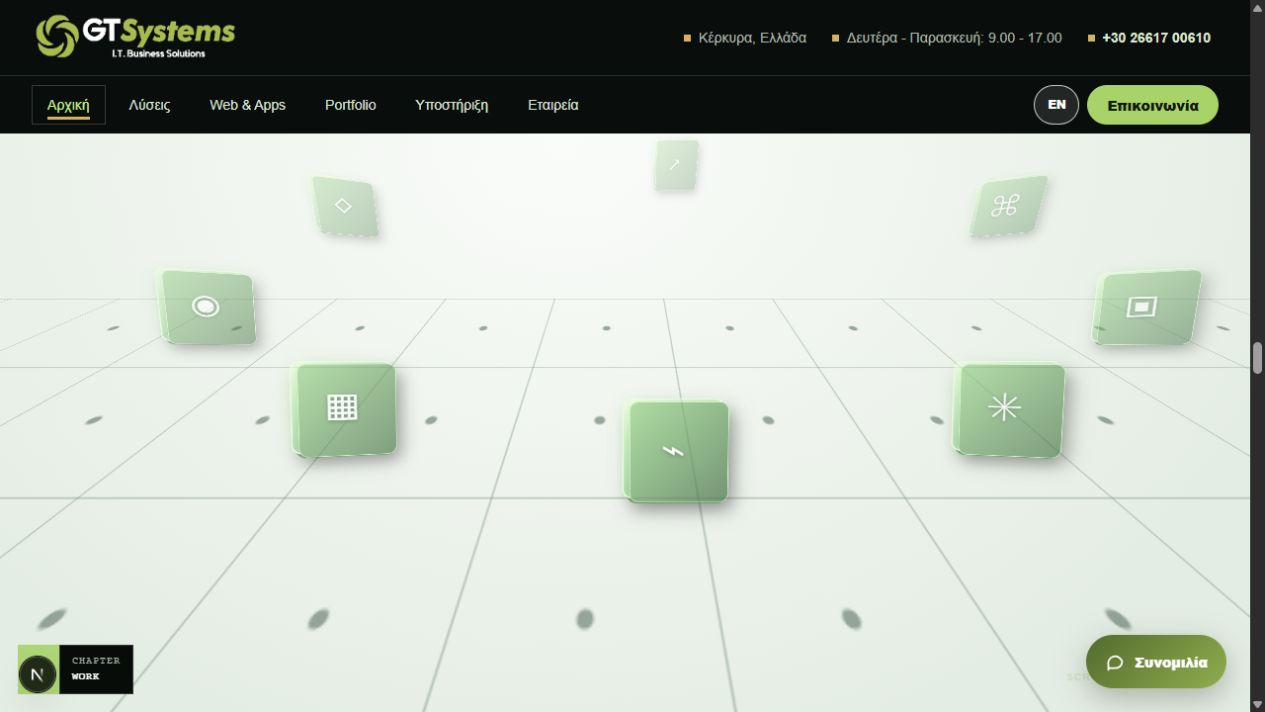 GTSystems
I.T. Business Solutions
Κέρκυρα, Ελλάδα
Δευτέρα - Παρασκευή: 9.00 - 17.00
+30 26617 00610
Αρχική
Λύσεις
Web & Apps
Portfolio
Υποστήριξη
Εταιρεία
EN
Επικοινωνία
N
CHAPTER
WORK
Συνομιλία